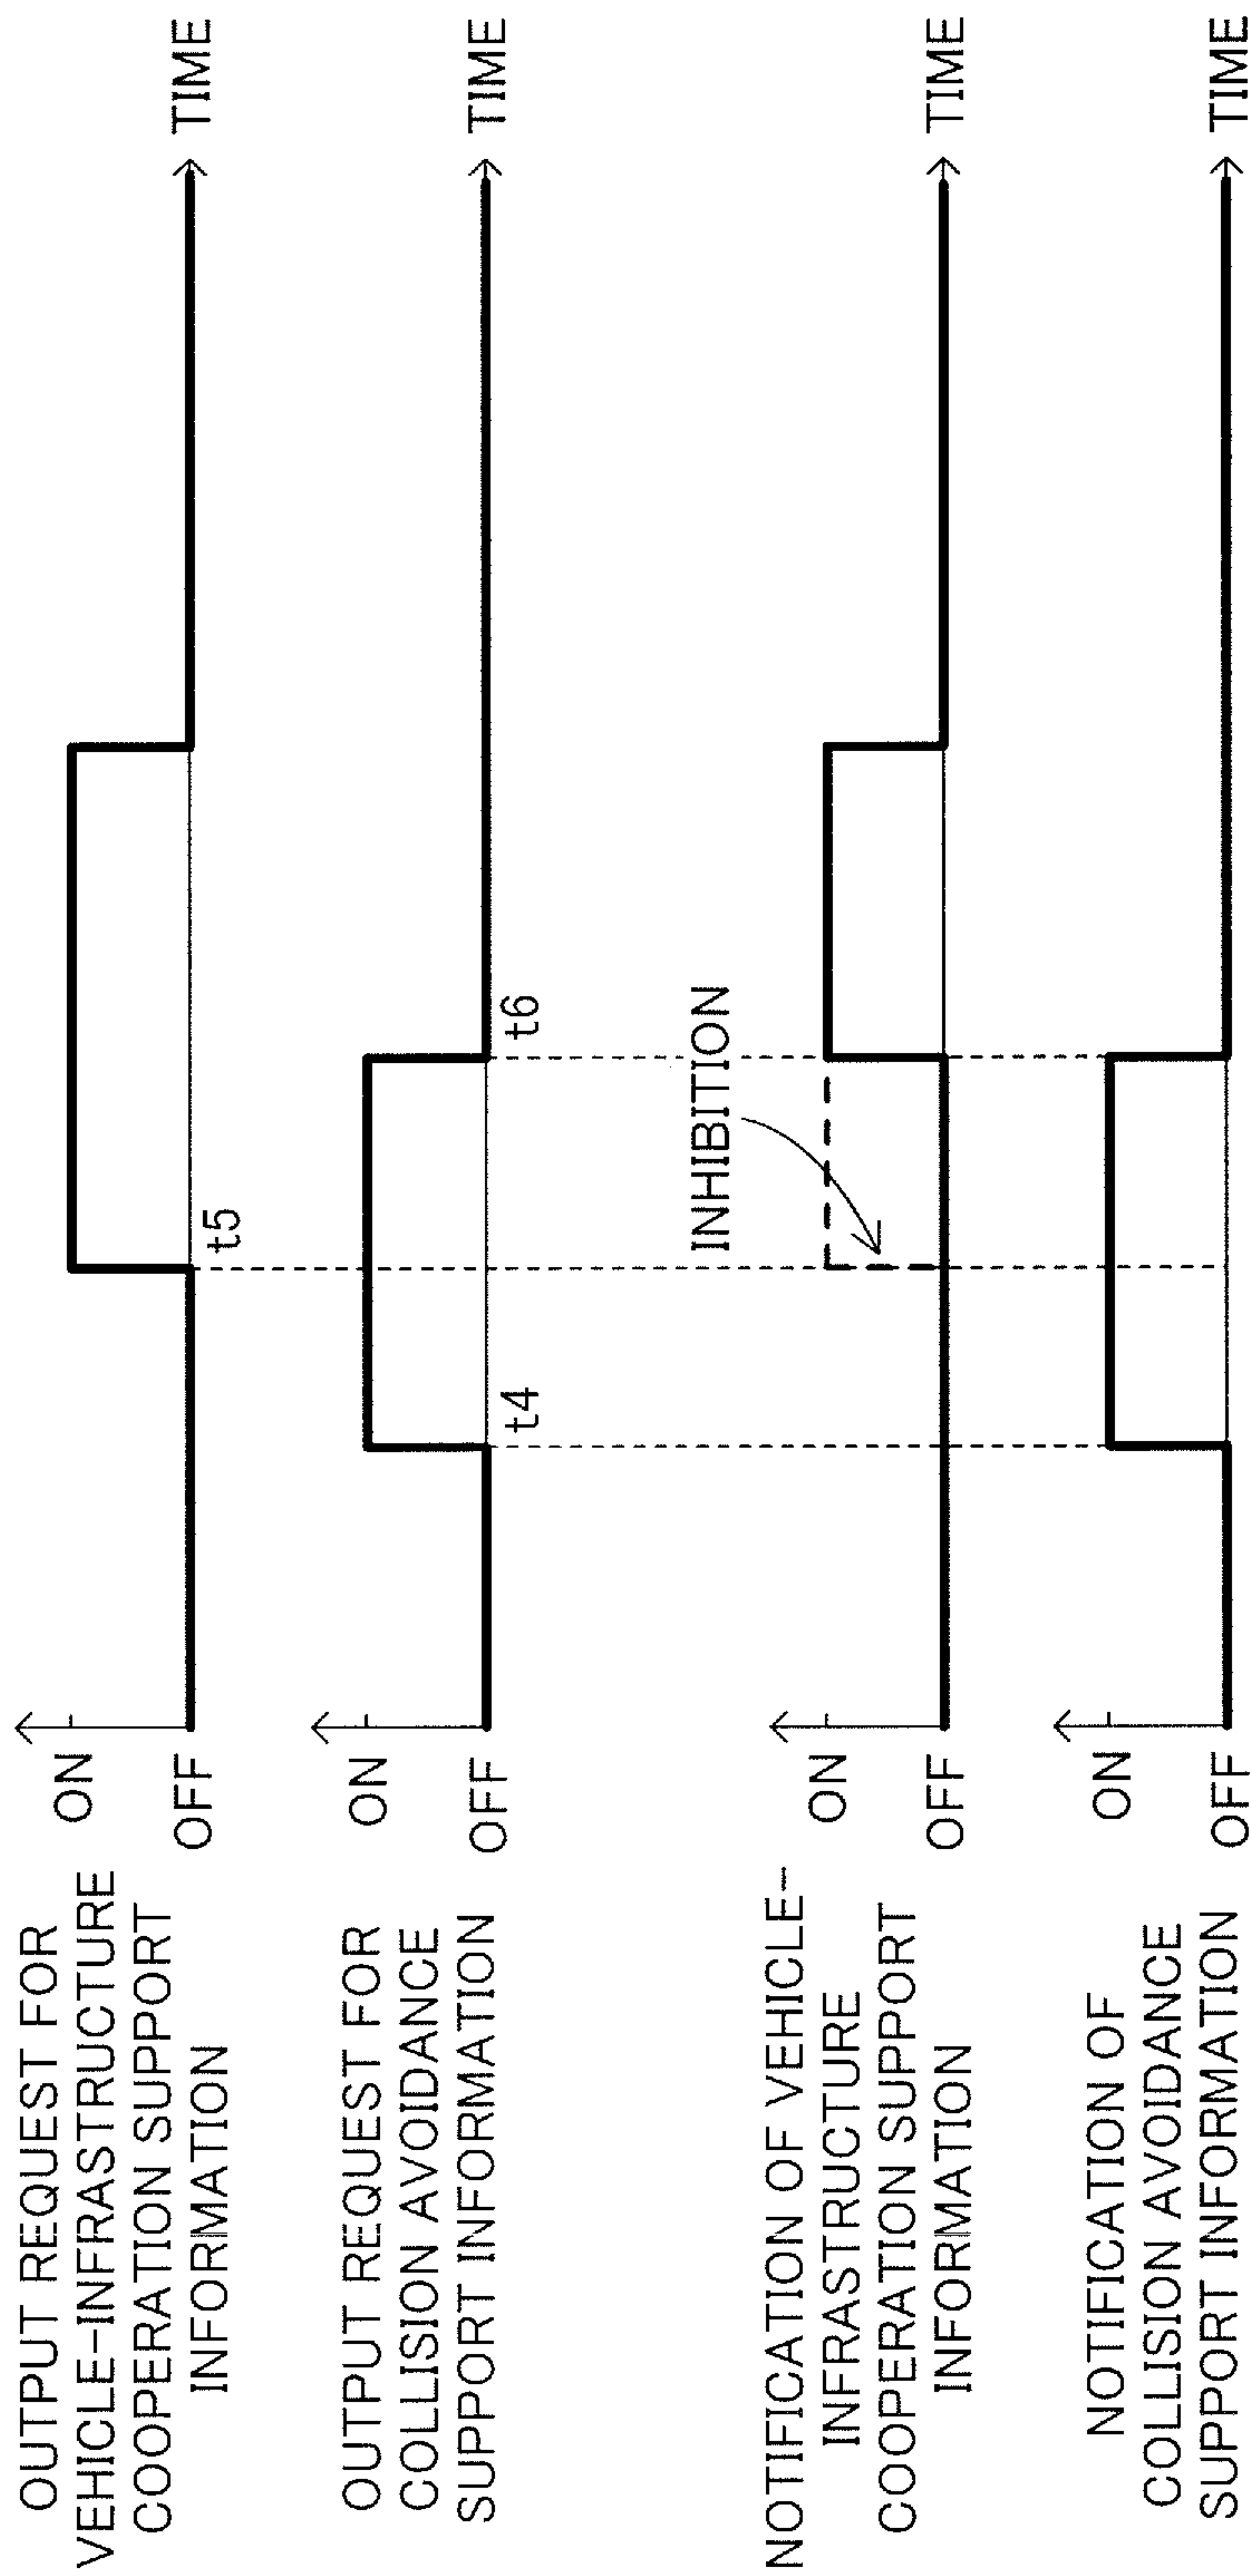 OUTPUT REQUEST FOR
VEHICLE-INFRASTRUCTURE
COOPERATION SUPPORT
INFORMATION
ON
OFF
t5
TIME
OUTPUT REQUEST FOR
COLLISION AVOIDANCE
SUPPORT INFORMATION
ON
OFF
t4
t6
TIME
INHIBITION
NOTIFICATION OF VEHICLE-
INFRASTRUCTURE
COOPERATION SUPPORT
INFORMATION
ON
OFF
TIME
NOTIFICATION OF
COLLISION AVOIDANCE
SUPPORT INFORMATION
ON
OFF
TIME